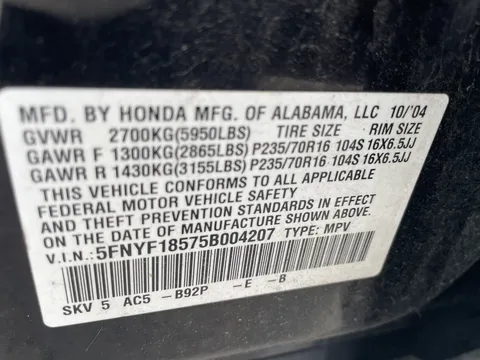 MFD. BY HONDA MFG. OF ALABAMA, LLC 10/'04
GVWR 2700KG(5950LBS) TIRE SIZE RIM SIZE
GAWR F 1300KG(2865LBS) P235/70R16 104S 16X6.5JJ
GAWR R 1430KG(3155LBS) P235/70R16 104S 16X6.5JJ
THIS VEHICLE CONFORMS TO ALL APPLICABLE
FEDERAL MOTOR VEHICLE SAFETY
AND THEFT PREVENTION STANDARDS IN EFFECT
ON THE DATE OF MANUFACTURE SHOWN ABOVE.
V.I.N.: 5FNYF18575B004207 TYPE: MPV
SKV 5 AC5 -B92P -E -B